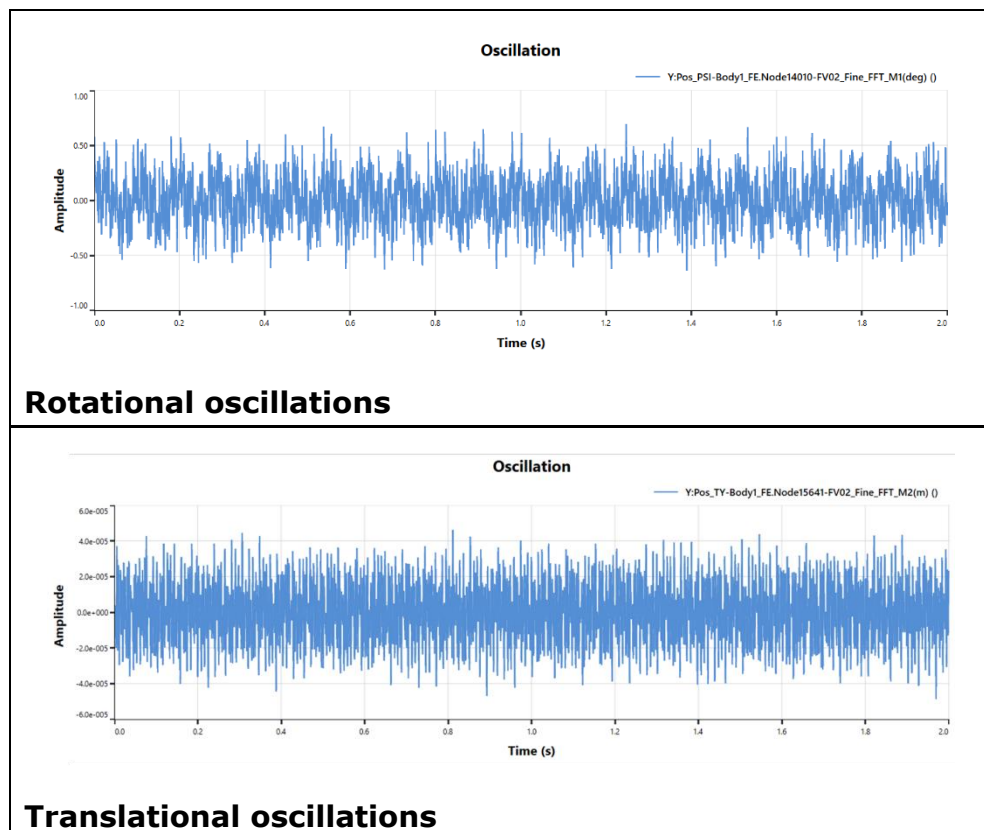 Oscillation
Y:Pos_PSI-Body1_FE.Node14010-FV02_Fine_FFT_M1(deg) ()
1.00
0.50
0.00
-0.50
-1.00
Amplitude
0.0 0.2 0.4 0.6 0.8 1.0 1.2 1.4 1.6 1.8 2.0
Time (s)
Rotational oscillations
Oscillation
Y:Pos_TY-Body1_FE.Node15641-FV02_Fine_FFT_M2(m) ()
6.0e-005
4.0e-005
2.0e-005
0.0e+000
-2.0e-005
-4.0e-005
-6.0e-005
Amplitude
0.0 0.2 0.4 0.6 0.8 1.0 1.2 1.4 1.6 1.8 2.0
Time (s)
Translational oscillations